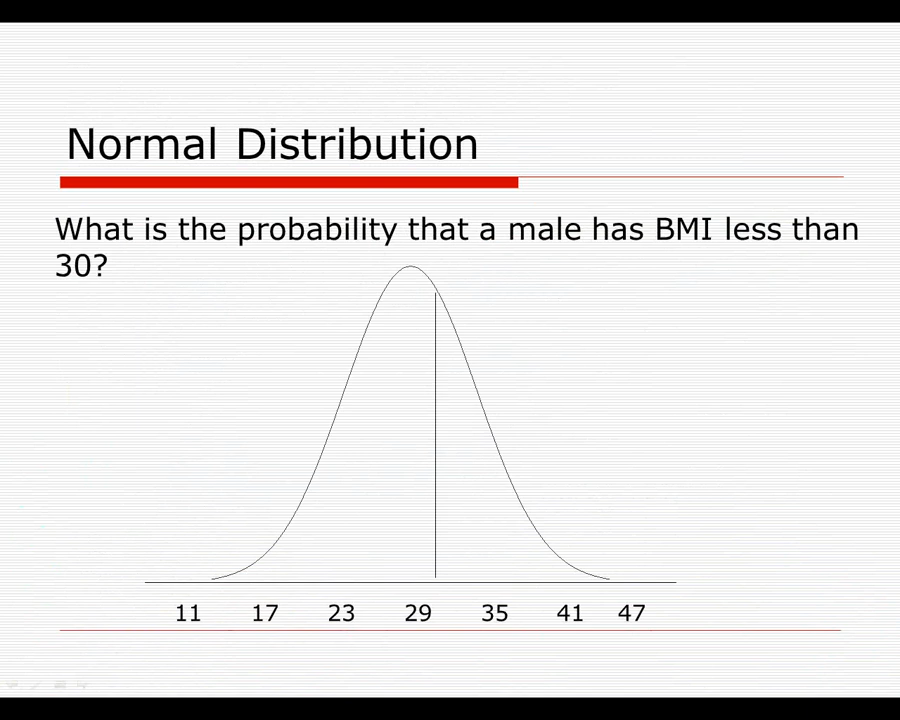 Normal Distribution
What is the probability that a male has BMI less than
30?
11 17 23 29 35 41 47